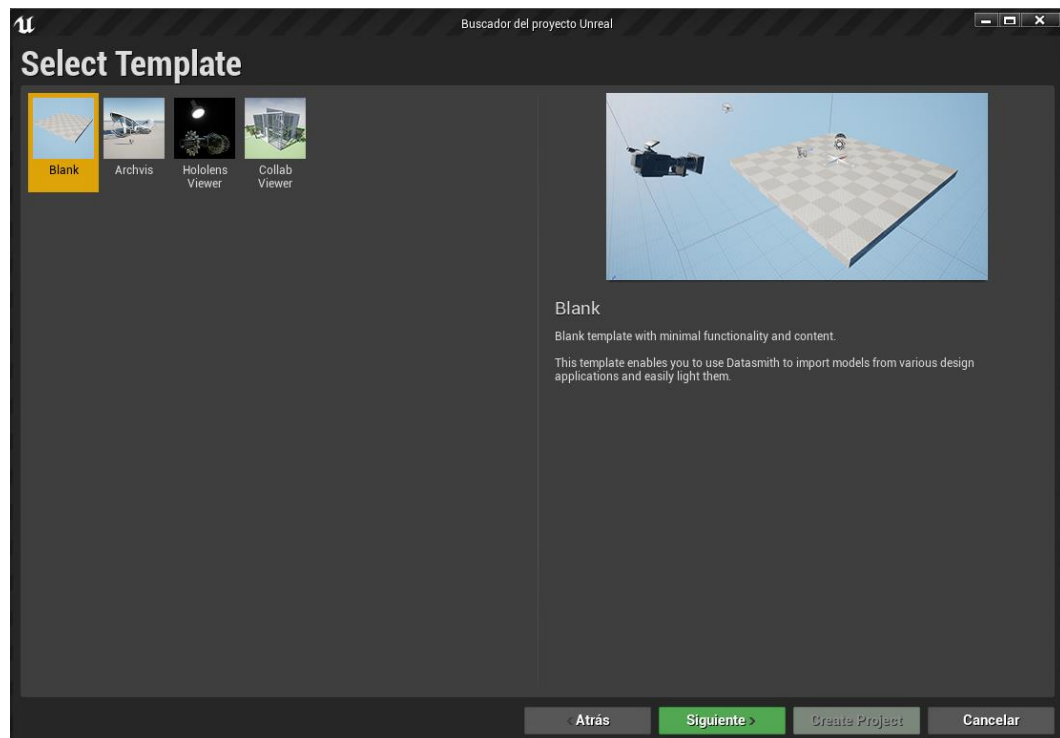 Buscador del proyecto Unreal
Select Template
Blank
Archvis
Hololens
Viewer
Collab
Viewer
Blank
Blank template with minimal functionality and content.
This template enables you to use Datasmith to import models from various design
applications and easily light them.
< Atrás
Siguiente >
Create Project
Cancelar